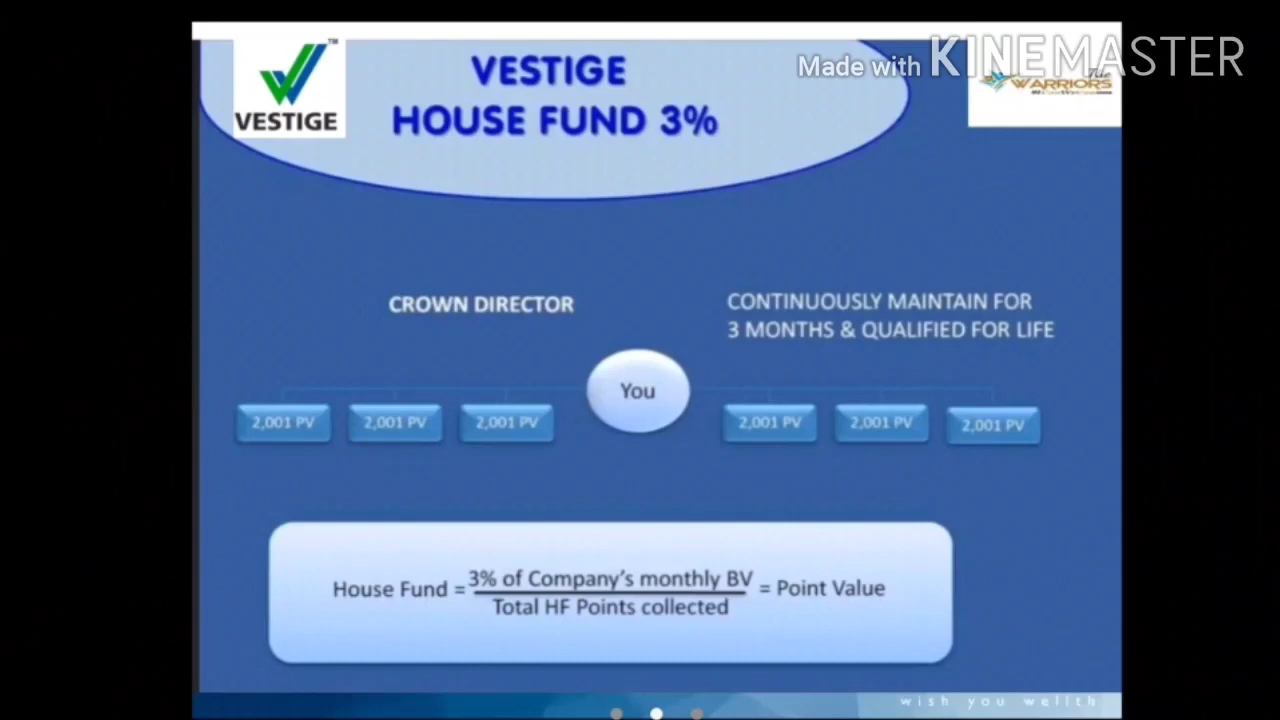 Made with KINEMASTER
VESTIGE
HOUSE FUND 3%
VESTIGE
The
WARRIORS
CROWN DIRECTOR
CONTINUOUSLY MAINTAIN FOR
3 MONTHS & QUALIFIED FOR LIFE
You
2,001 PV
2,001 PV
2,001 PV
2,001 PV
2,001 PV
2,001 PV
House Fund = 3% of Company's monthly BV = Point Value
Total HF Points collected
wish you wellth